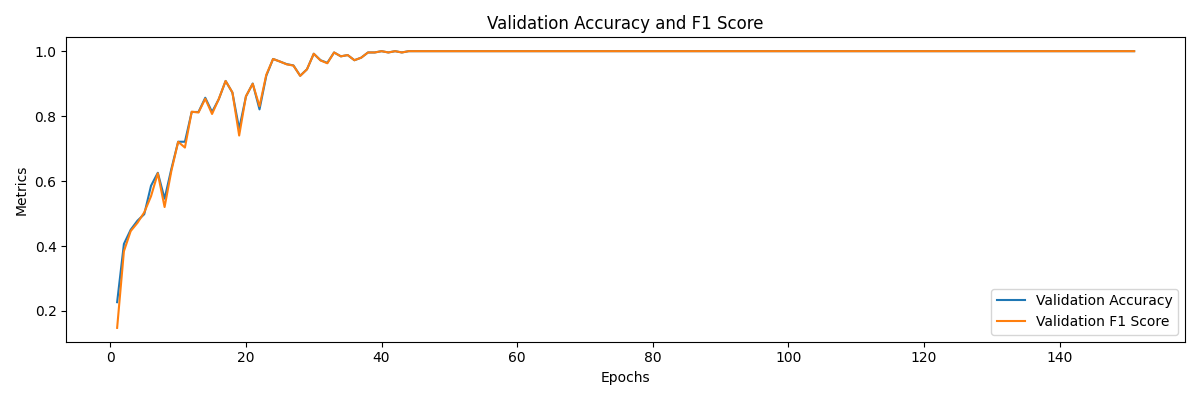 Validation Accuracy and F1 Score
1.0
0.8
0.6
0.4
0.2
Metrics
0 20 40 60 80 100 120 140
Epochs
Validation Accuracy
Validation F1 Score